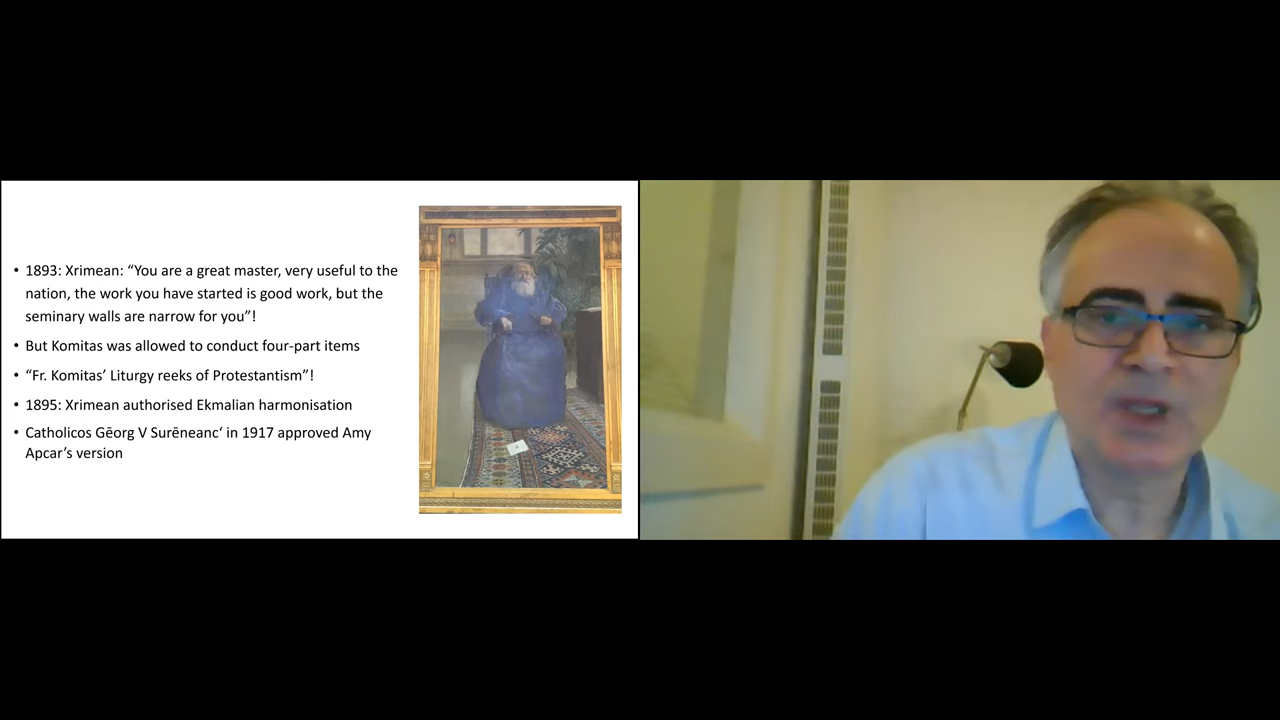 • 1893: Xrimean: “You are a great master, very useful to the
nation, the work you have started is good work, but the
seminary walls are narrow for you”!
• But Komitas was allowed to conduct four-part items
• “Fr. Komitas’ Liturgy reeks of Protestantism”!
• 1895: Xrimean authorised Ekmalian harmonisation
• Catholicos Gēorg V Surēneanc‘ in 1917 approved Amy
Apcar’s version